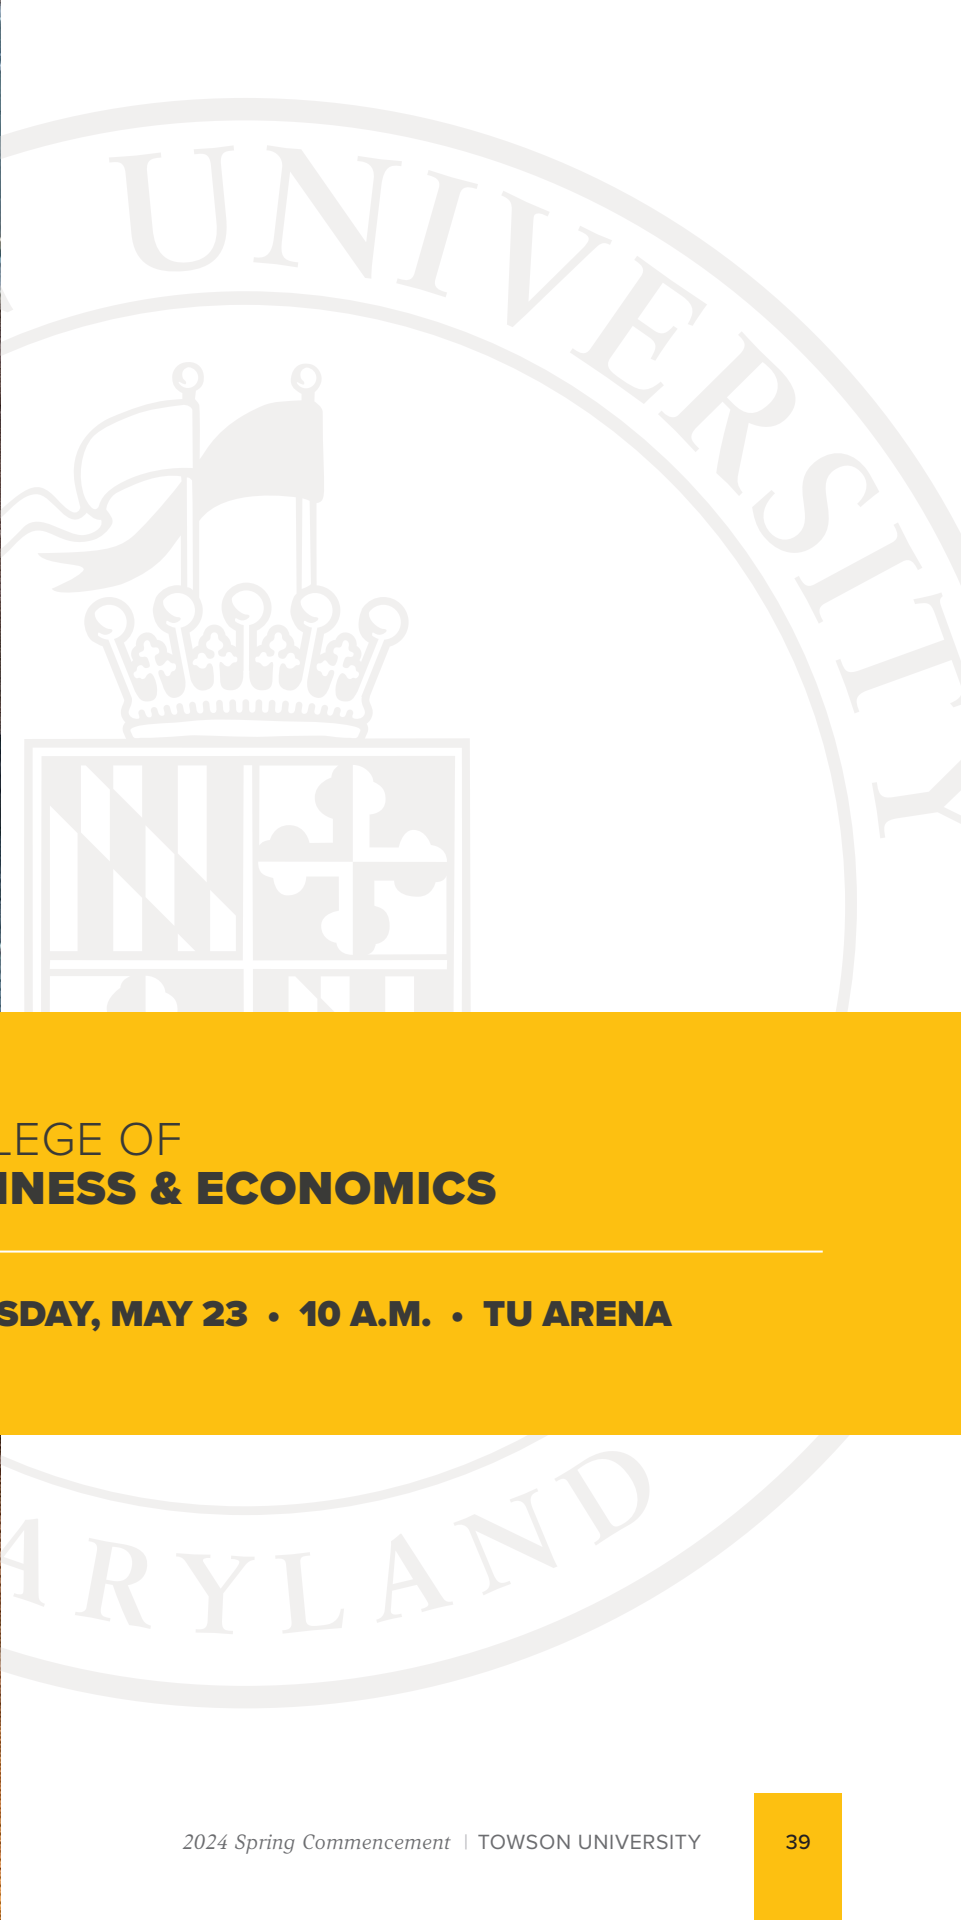 UNIVERSITY
LEGE OF
INESS & ECONOMICS
SDAY, MAY 23 • 10 A.M. • TU ARENA
ARYLAND
2024 Spring Commencement | TOWSON UNIVERSITY 39